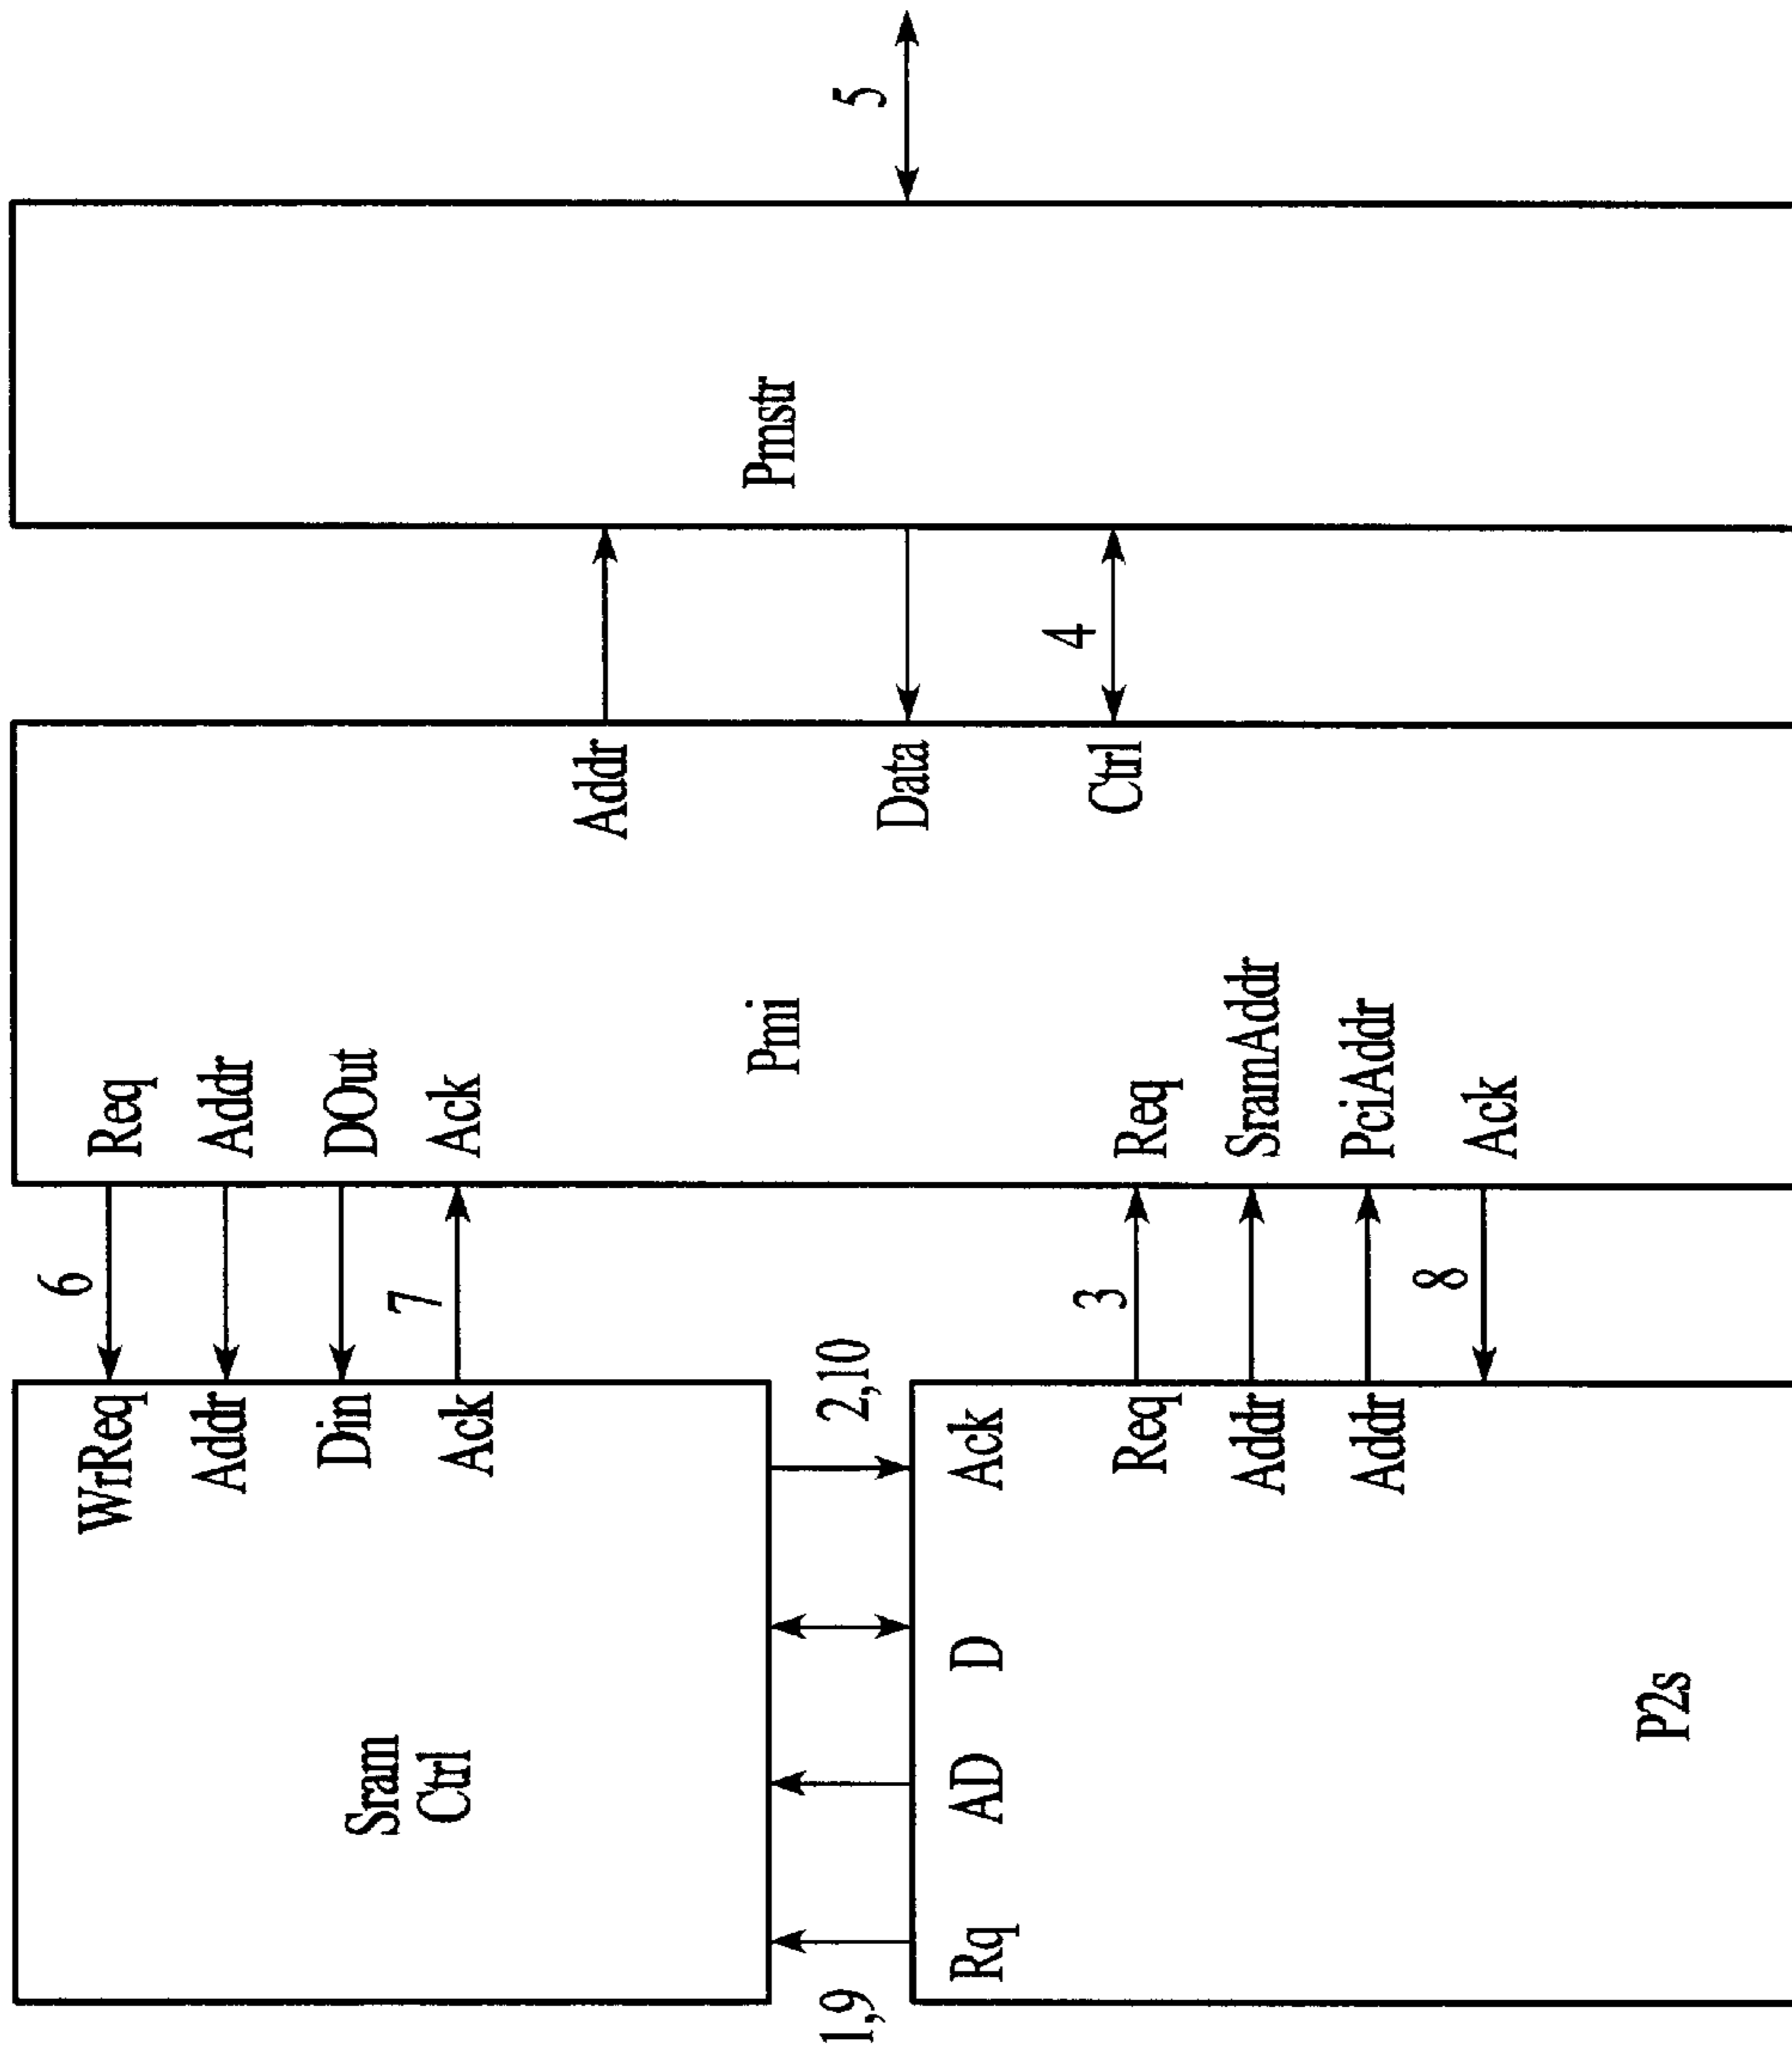 5
Pmstr
4
Addr
Data
Ctrl
Req
Addr
DOut
Ack
Pmi
Req
SramAddr
PciAddr
Ack
6
7
3
8
WrReq
Addr
Din
Ack
Sram
Ctrl
2,10
1,9
Ack
D
AD
Rq
Req
Addr
Addr
P2s